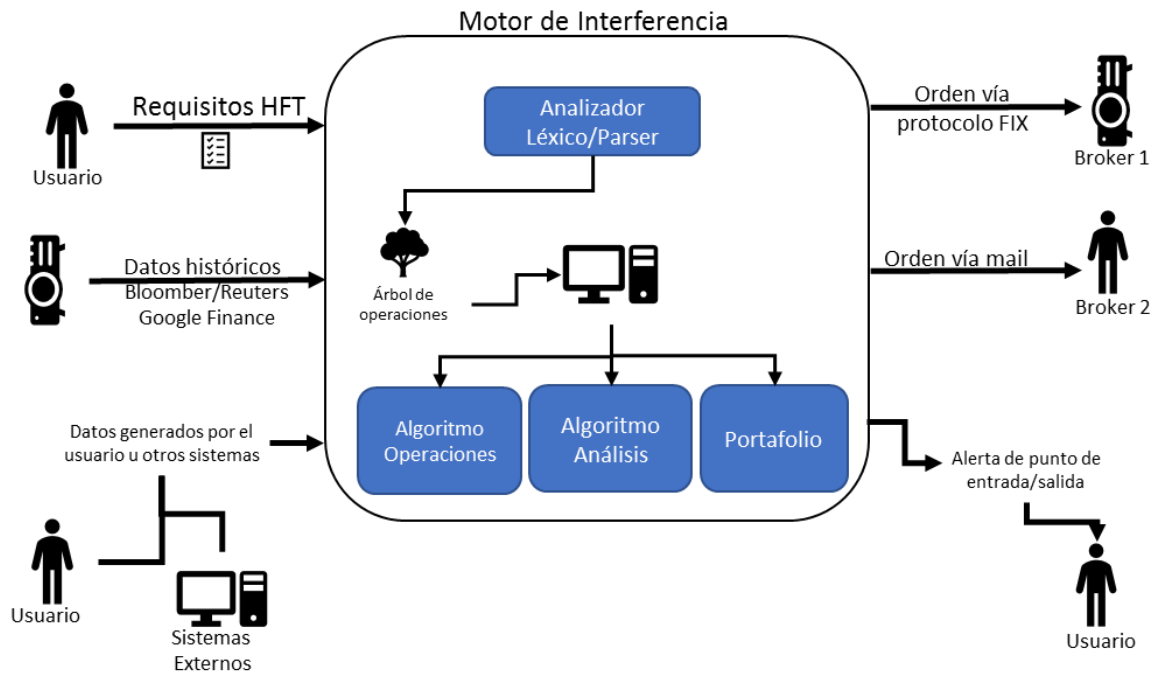 Motor de Interferencia
Requisitos HFT
Usuario
Analizador
Léxico/Parser
Orden vía
protocolo FIX
Broker 1
Datos históricos
Bloomber/Reuters
Google Finance
Árbol de
operaciones
Orden vía mail
Broker 2
Algoritmo
Operaciones
Algoritmo
Análisis
Portafolio
Datos generados por el
usuario u otros sistemas
Alerta de punto de
entrada/salida
Usuario
Sistemas
Externos
Usuario